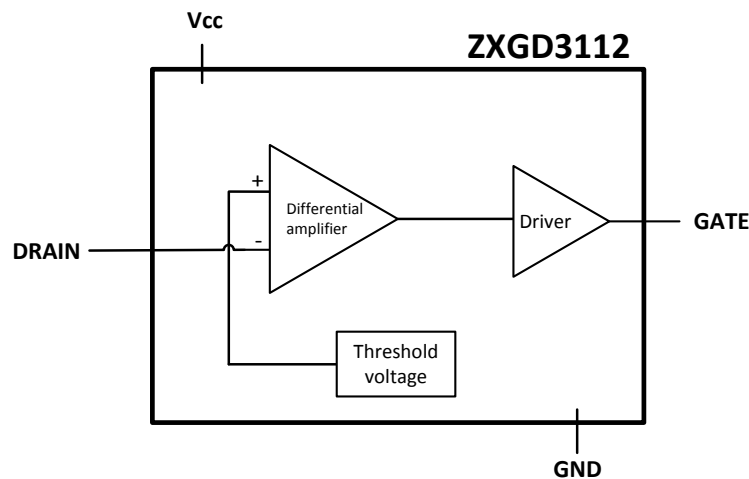 Vcc
ZXGD3112
+
Differential
amplifier
-
Driver
DRAIN
GATE
Threshold
voltage
GND